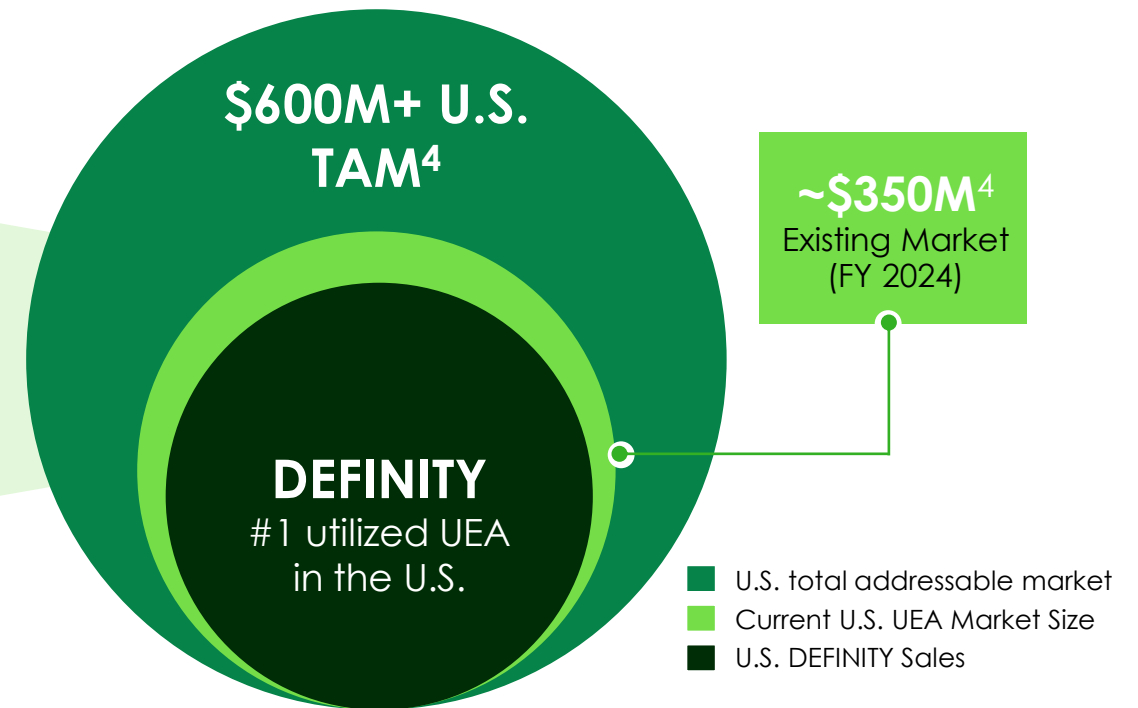 $600M+ U.S.
TAM⁴
~$350M⁴
Existing Market
(FY 2024)
DEFINITY
#1 utilized UEA
in the U.S.
U.S. total addressable market
Current U.S. UEA Market Size
U.S. DEFINITY Sales